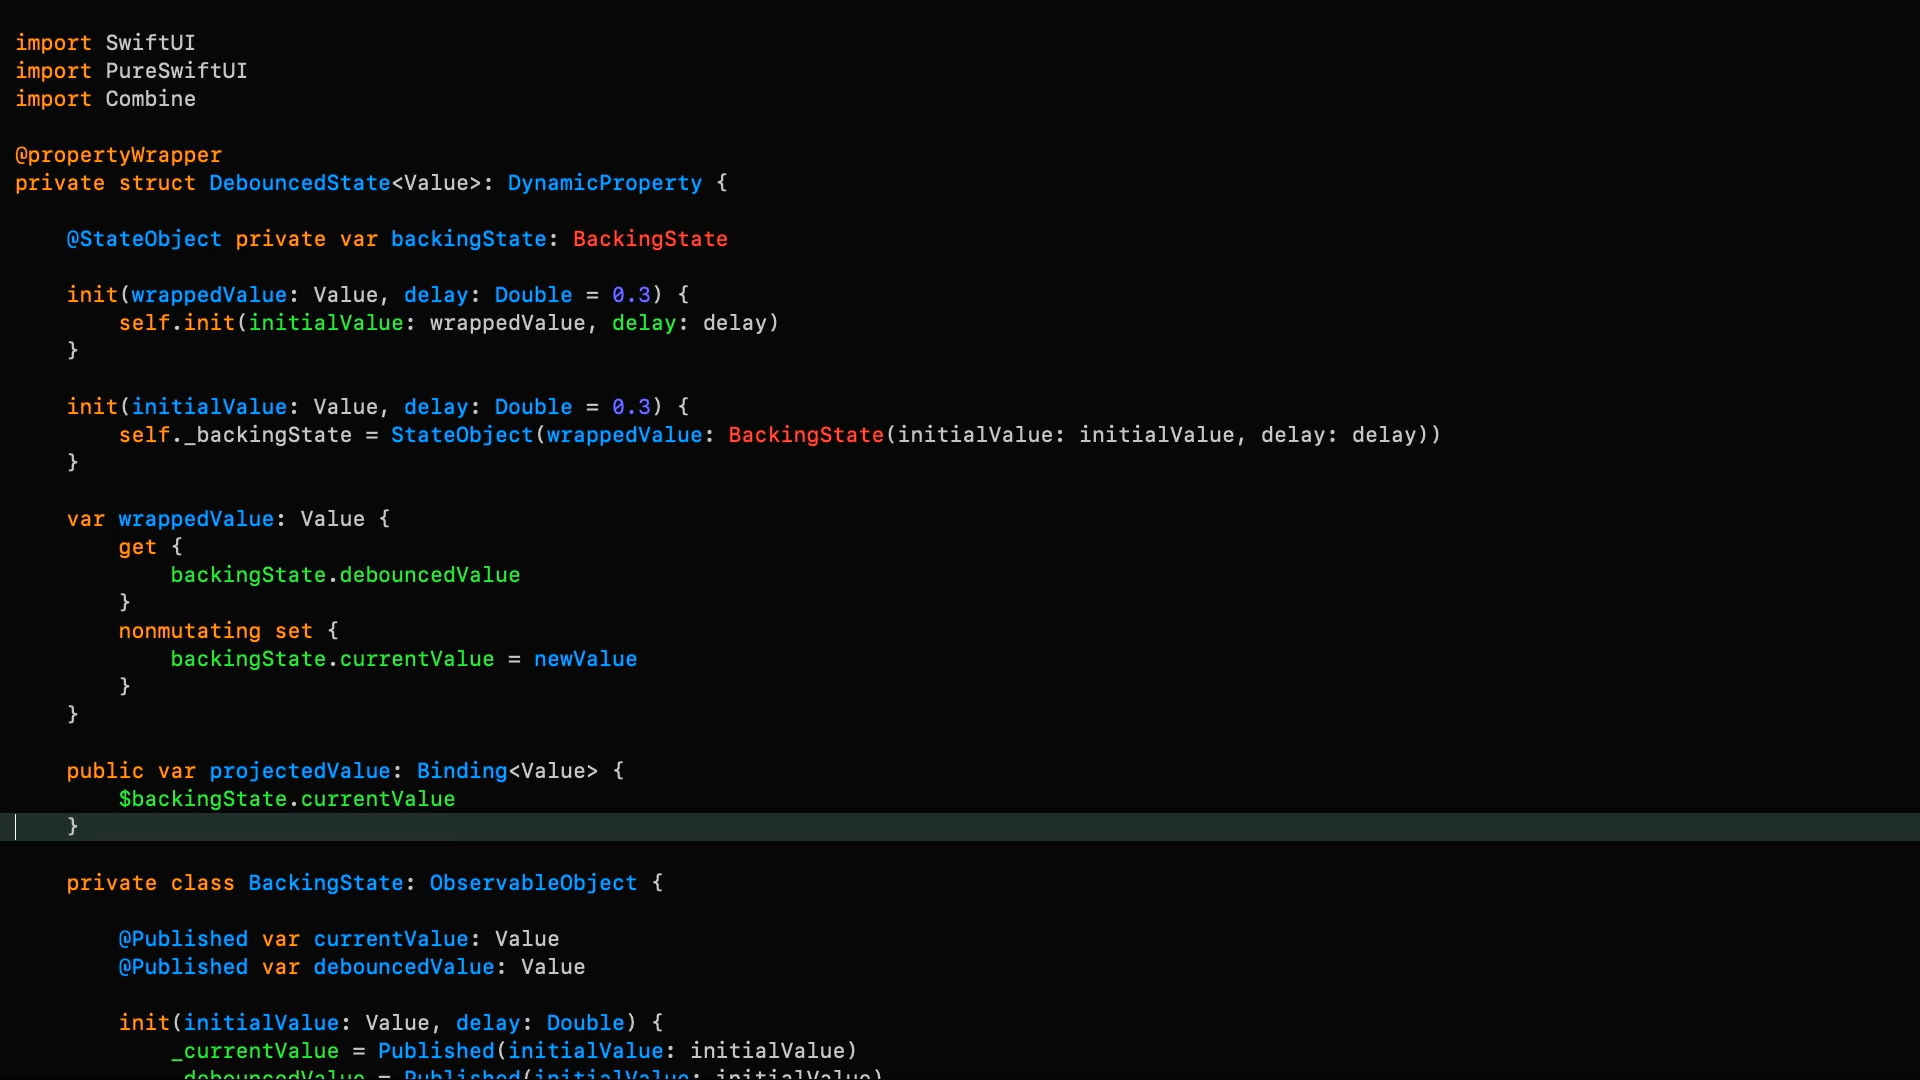 import SwiftUI
import PureSwiftUI
import Combine

@propertyWrapper
private struct DebouncedState<Value>: DynamicProperty {

    @StateObject private var backingState: BackingState

    init(wrappedValue: Value, delay: Double = 0.3) {
        self.init(initialValue: wrappedValue, delay: delay)
    }

    init(initialValue: Value, delay: Double = 0.3) {
        self._backingState = StateObject(wrappedValue: BackingState(initialValue: initialValue, delay: delay))
    }

    var wrappedValue: Value {
        get {
            backingState.debouncedValue
        }
        nonmutating set {
            backingState.currentValue = newValue
        }
    }

    public var projectedValue: Binding<Value> {
        $backingState.currentValue
    }

    private class BackingState: ObservableObject {

        @Published var currentValue: Value
        @Published var debouncedValue: Value

        init(initialValue: Value, delay: Double) {
            _currentValue = Published(initialValue: initialValue)
            _debouncedValue = Published(initialValue: initialValue)